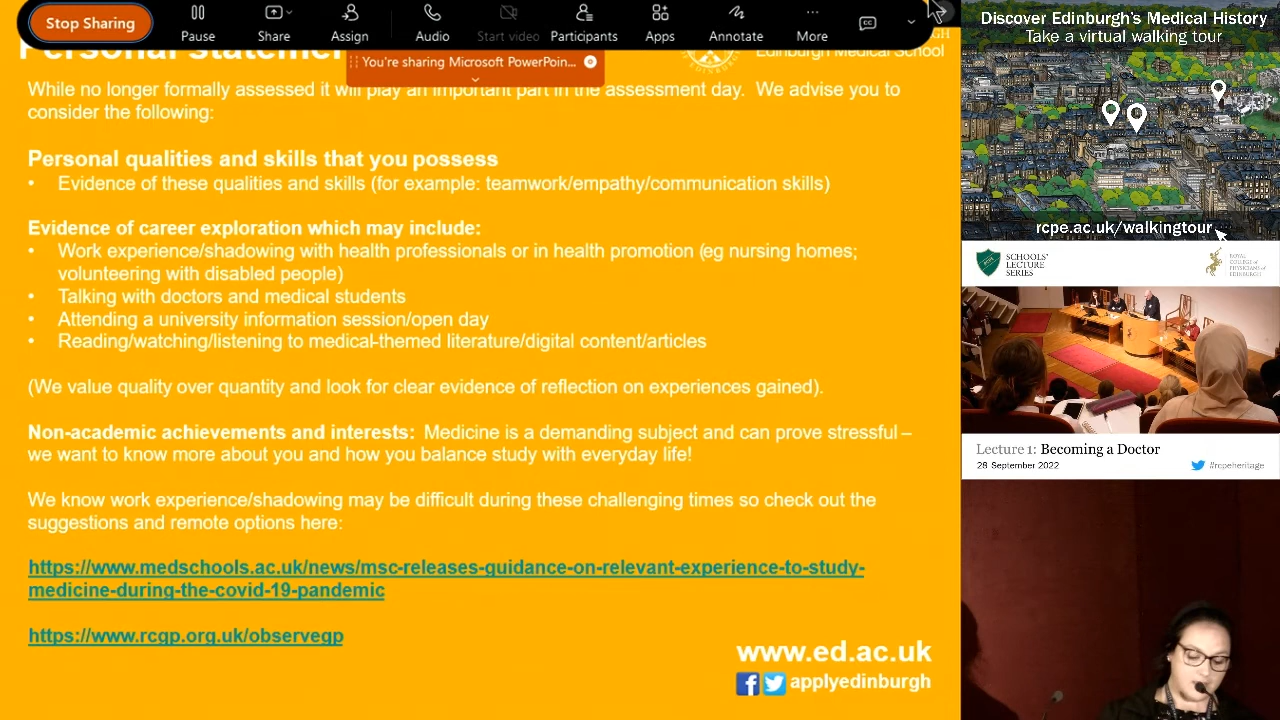 Stop Sharing
Pause
Share
Assign
Audio
Start video
Participants
Apps
Annotate
More
CC
You're sharing Microsoft PowerPoin...
Edinburgh Medical School
While no longer formally assessed it will play an important part in the assessment day. We advise you to
consider the following:
Personal qualities and skills that you possess
• Evidence of these qualities and skills (for example: teamwork/empathy/communication skills)
Evidence of career exploration which may include:
• Work experience/shadowing with health professionals or in health promotion (eg nursing homes;
volunteering with disabled people)
• Talking with doctors and medical students
• Attending a university information session/open day
• Reading/watching/listening to medical-themed literature/digital content/articles
(We value quality over quantity and look for clear evidence of reflection on experiences gained).
Non-academic achievements and interests: Medicine is a demanding subject and can prove stressful –
we want to know more about you and how you balance study with everyday life!
We know work experience/shadowing may be difficult during these challenging times so check out the
suggestions and remote options here:
https://www.medschools.ac.uk/news/msc-releases-guidance-on-relevant-experience-to-study-
medicine-during-the-covid-19-pandemic
https://www.rcgp.org.uk/observegp
www.ed.ac.uk
applyedinburgh
Discover Edinburgh's Medical History
Take a virtual walking tour
rcpe.ac.uk/walkingtour
SCHOOLS'
LECTURE
SERIES
ROYAL
COLLEGE of
PHYSICIANS of
EDINBURGH
Lecture 1: Becoming a Doctor
28 September 2022
#rcpeheritage